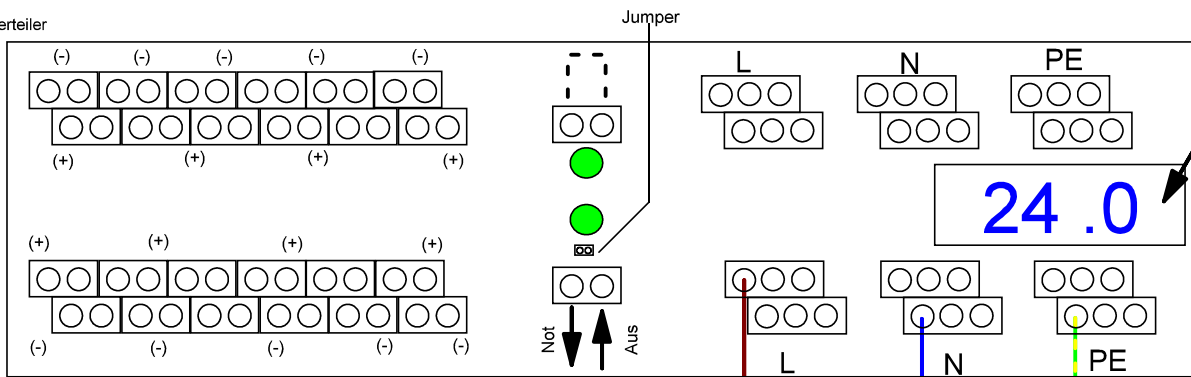 erteiler
Jumper
(-) (-) (-) (-) (-)
L N PE
(+) (+) (+) (+)
24 .0
(+) (+) (+) (+)
Not Aus
(-) (-) (-) (-) (-)
L N PE